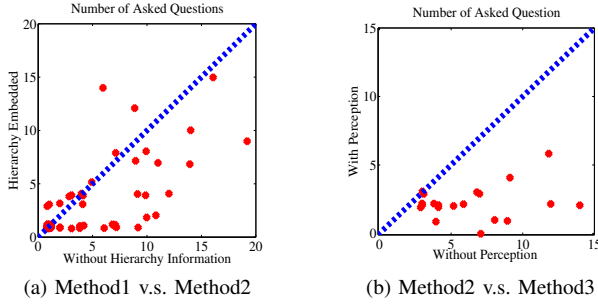 Number of Asked Questions
20
15
10
5
0
0 5 10 15 20
Hierarchy Embedded
Without Hierarchy Information
(a) Method1 v.s. Method2
Number of Asked Question
15
10
5
0
0 5 10 15
With Perception
Without Perception
(b) Method2 v.s. Method3